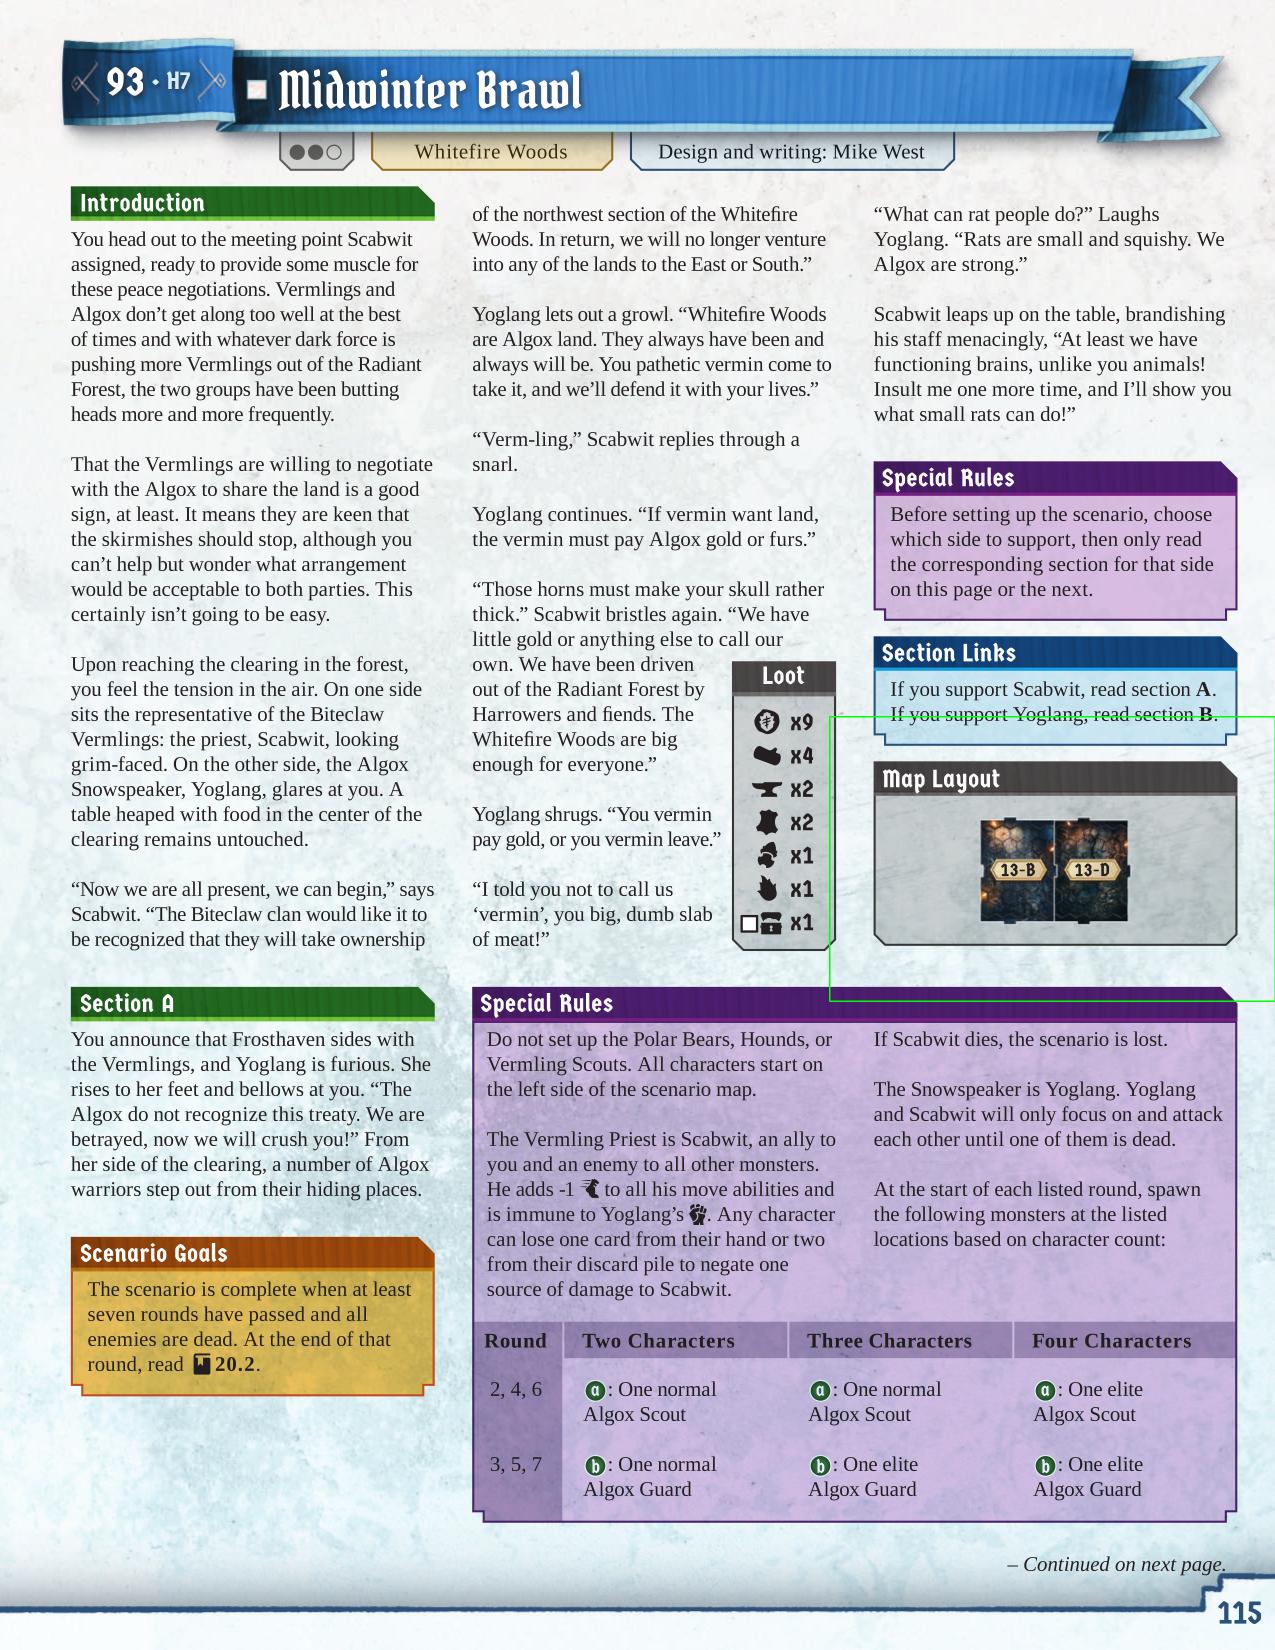 93 · H7
Midwinter Brawl
Whitefire Woods
Design and writing: Mike West
Introduction
You head out to the meeting point Scabwit
assigned, ready to provide some muscle for
these peace negotiations. Vermlings and
Algox don’t get along too well at the best
of times and with whatever dark force is
pushing more Vermlings out of the Radiant
Forest, the two groups have been butting
heads more and more frequently.
That the Vermlings are willing to negotiate
with the Algox to share the land is a good
sign, at least. It means they are keen that
the skirmishes should stop, although you
can’t help but wonder what arrangement
would be acceptable to both parties. This
certainly isn’t going to be easy.
Upon reaching the clearing in the forest,
you feel the tension in the air. On one side
sits the representative of the Biteclaw
Vermlings: the priest, Scabwit, looking
grim-faced. On the other side, the Algox
Snowspeaker, Yoglang, glares at you. A
table heaped with food in the center of the
clearing remains untouched.
“Now we are all present, we can begin,” says
Scabwit. “The Biteclaw clan would like it to
be recognized that they will take ownership
of the northwest section of the Whitefire
Woods. In return, we will no longer venture
into any of the lands to the East or South.”
Yoglang lets out a growl. “Whitefire Woods
are Algox land. They always have been and
always will be. You pathetic vermin come to
take it, and we’ll defend it with your lives.”
“Verm-ling,” Scabwit replies through a
snarl.
Yoglang continues. “If vermin want land,
the vermin must pay Algox gold or furs.”
“Those horns must make your skull rather
thick.” Scabwit bristles again. “We have
little gold or anything else to call our
own. We have been driven
out of the Radiant Forest by
Harrowers and fiends. The
Whitefire Woods are big
enough for everyone.”
Yoglang shrugs. “You vermin
pay gold, or you vermin leave.”
“I told you not to call us
‘vermin’, you big, dumb slab
of meat!”
Loot
x9
x4
x2
x2
x1
x1
x1
“What can rat people do?” Laughs
Yoglang. “Rats are small and squishy. We
Algox are strong.”
Scabwit leaps up on the table, brandishing
his staff menacingly, “At least we have
functioning brains, unlike you animals!
Insult me one more time, and I’ll show you
what small rats can do!”
Special Rules
Before setting up the scenario, choose
which side to support, then only read
the corresponding section for that side
on this page or the next.
Section Links
If you support Scabwit, read section A.
If you support Yoglang, read section B.
Map Layout
13-B
13-D
Section A
You announce that Frosthaven sides with
the Vermlings, and Yoglang is furious. She
rises to her feet and bellows at you. “The
Algox do not recognize this treaty. We are
betrayed, now we will crush you!” From
her side of the clearing, a number of Algox
warriors step out from their hiding places.
Scenario Goals
The scenario is complete when at least
seven rounds have passed and all
enemies are dead. At the end of that
round, read 20.2.
Special Rules
Do not set up the Polar Bears, Hounds, or
Vermling Scouts. All characters start on
the left side of the scenario map.
The Vermling Priest is Scabwit, an ally to
you and an enemy to all other monsters.
He adds -1 to all his move abilities and
is immune to Yoglang’s . Any character
can lose one card from their hand or two
from their discard pile to negate one
source of damage to Scabwit.
If Scabwit dies, the scenario is lost.
The Snowspeaker is Yoglang. Yoglang
and Scabwit will only focus on and attack
each other until one of them is dead.
At the start of each listed round, spawn
the following monsters at the listed
locations based on character count:
Round Two Characters Three Characters Four Characters
2, 4, 6 a: One normal a: One normal a: One elite
Algox Scout Algox Scout Algox Scout
3, 5, 7 b: One normal b: One elite b: One elite
Algox Guard Algox Guard Algox Guard
– Continued on next page.
115